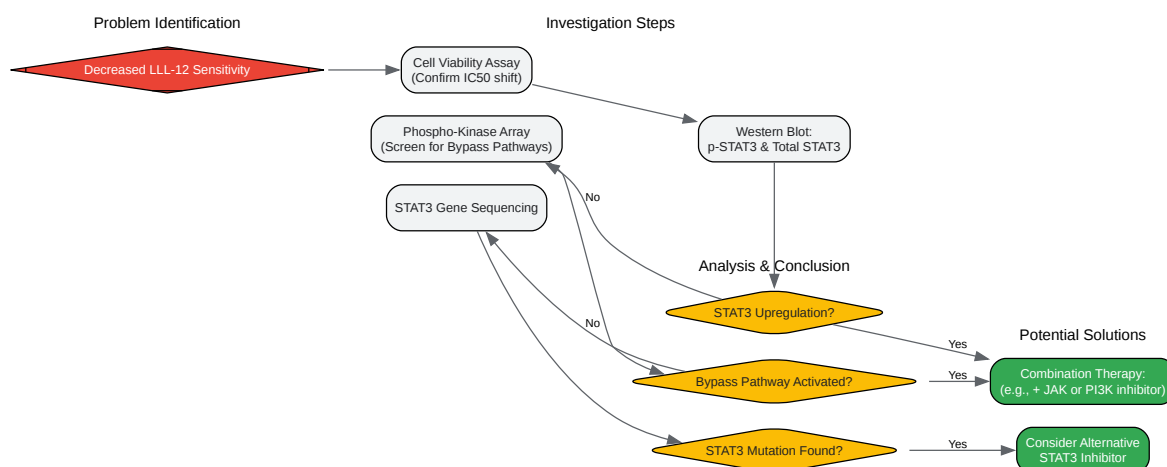 Problem Identification
Investigation Steps
Decreased LLL-12 Sensitivity
Cell Viability Assay
(Confirm IC50 shift)
Phospho-Kinase Array
(Screen for Bypass Pathways)
Western Blot:
p-STAT3 & Total STAT3
STAT3 Gene Sequencing
No
Analysis & Conclusion
STAT3 Upregulation?
No
Yes
Potential Solutions
Bypass Pathway Activated?
Yes
Combination Therapy:
(e.g., + JAK or PI3K inhibitor)
STAT3 Mutation Found?
Yes
Consider Alternative
STAT3 Inhibitor